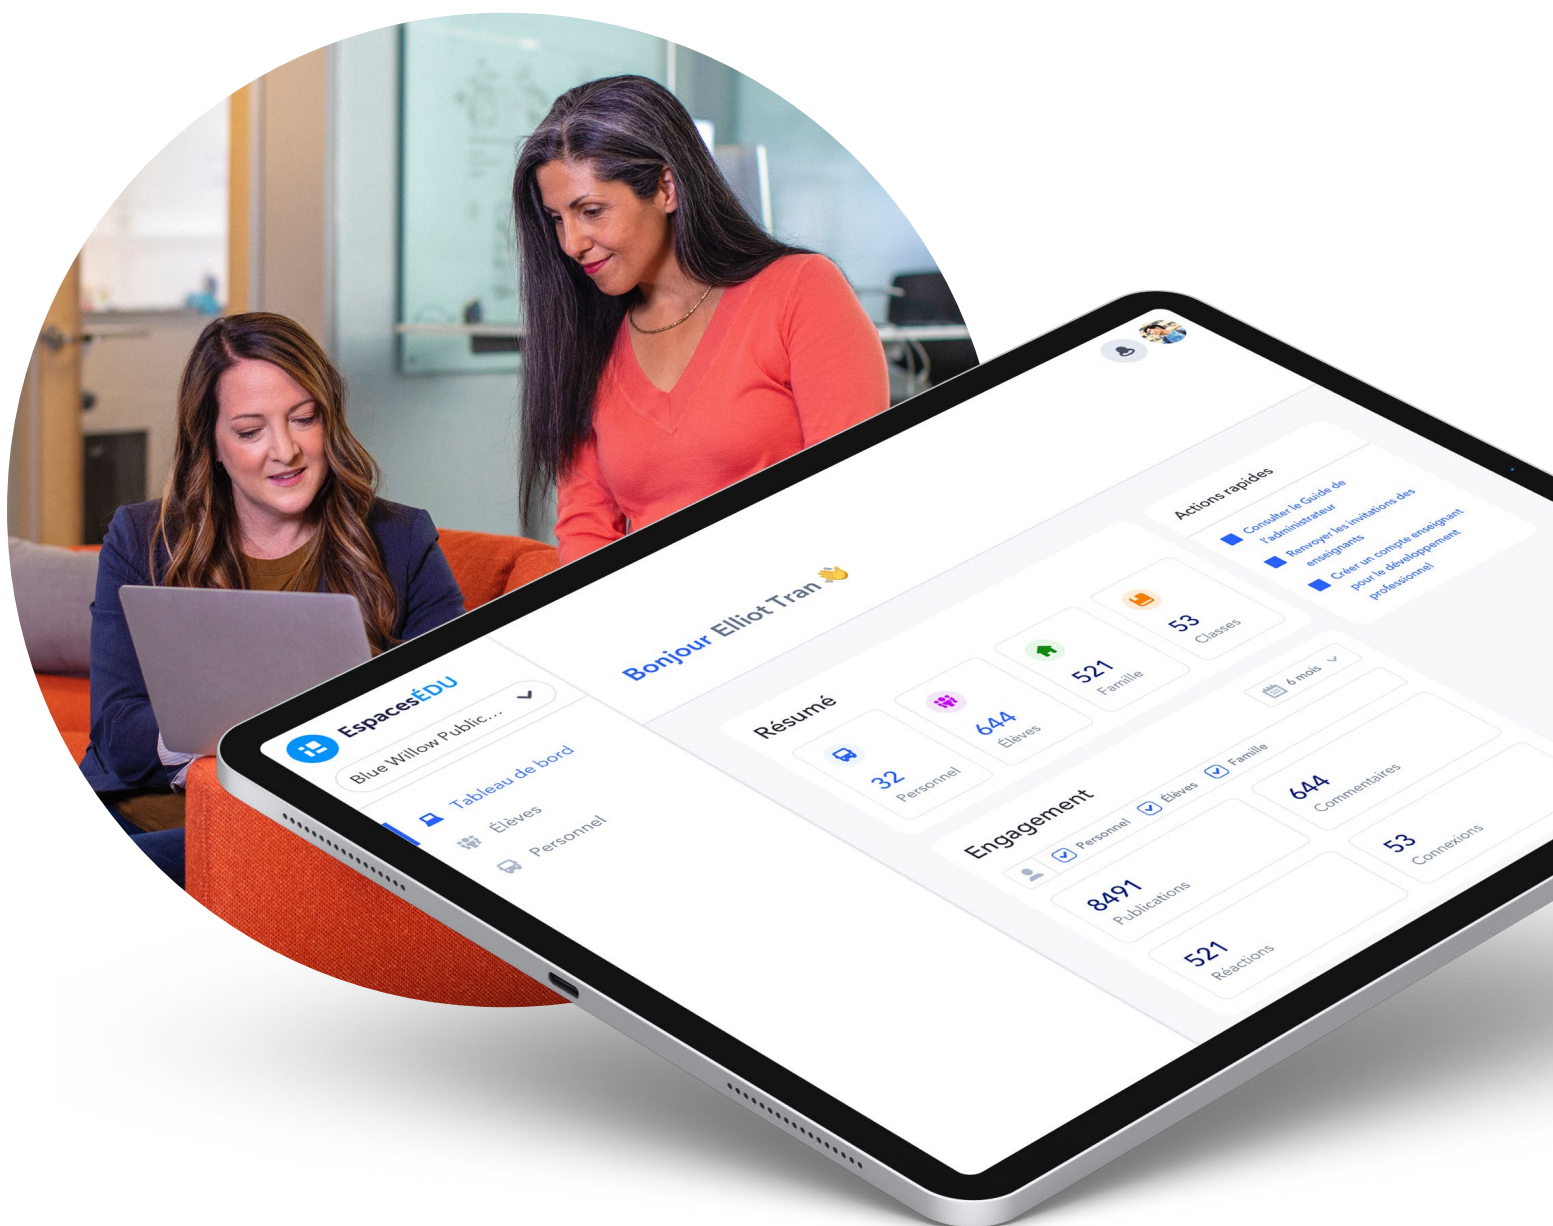 EspacesÉDU
Blue Willow Public...
Tableau de bord
Élèves
Personnel
Bonjour Elliot Tran 👋
Résumé
32
Personnel
644
Élèves
521
Famille
53
Classes
Actions rapides
Consulter le Guide de
l'administrateur
Renvoyer les invitations des
enseignants
Créer un compte enseignant
pour le développement
professionnel
Engagement
6 mois
Personnel
Élèves
Famille
8491
Publications
644
Commentaires
521
Réactions
53
Connexions